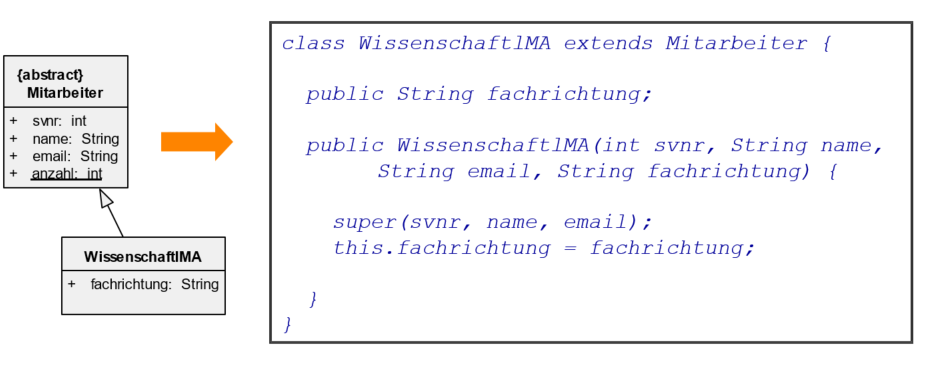 {abstract}
Mitarbeiter
+ svnr: int
+ name: String
+ email: String
+ anzahl: int
WissenschaftlMA
+ fachrichtung: String
class WissenschaftlMA extends Mitarbeiter {
public String fachrichtung;
public WissenschaftlMA(int svnr, String name,
String email, String fachrichtung) {
super(svnr, name, email);
this.fachrichtung = fachrichtung;
}
}